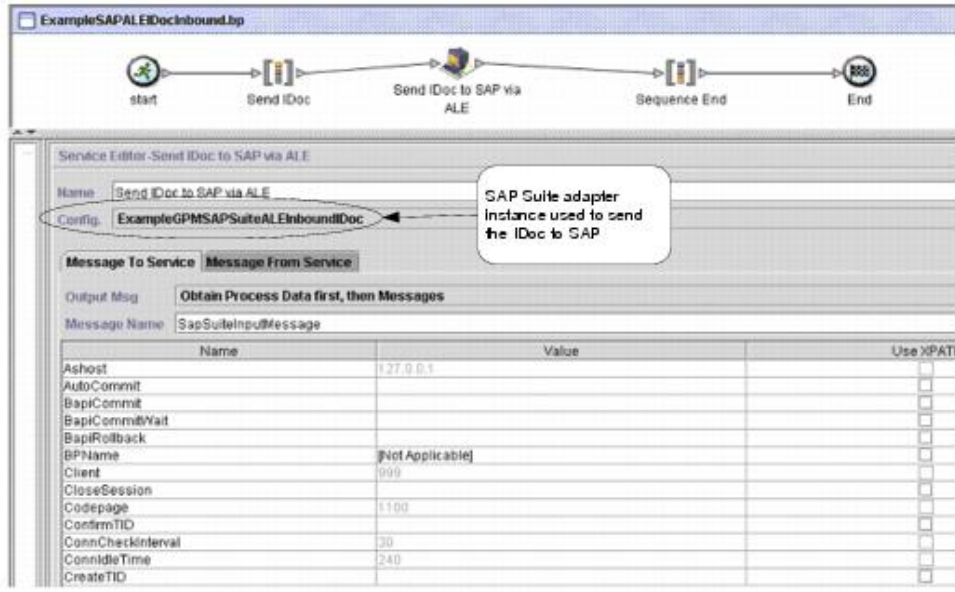 ExampleSAPALEIDocInbound.bp
start
Send IDoc
Send IDoc to SAP via
ALE
Sequence End
End
Service Editor-Send IDoc to SAP via ALE
Name Send IDoc to SAP via ALE
Config. ExampleGPMSAPSuiteALEInboundIDoc
SAP Suite adapter
instance used to send
the IDoc to SAP
Message To Service Message From Service
Output Msg Obtain Process Data first, then Messages
Message Name SapSuiteInputMessage
Name Value Use XPAT
Ashost 127.0.0.1
AutoCommit
BapiCommit
BapiCommitWait
BapiRollback
BPName [Not Applicable]
Client 999
CloseSession
Codepage 1100
ConfirmTID
ConnCheckInterval 30
ConnIdleTime 240
CreateTID